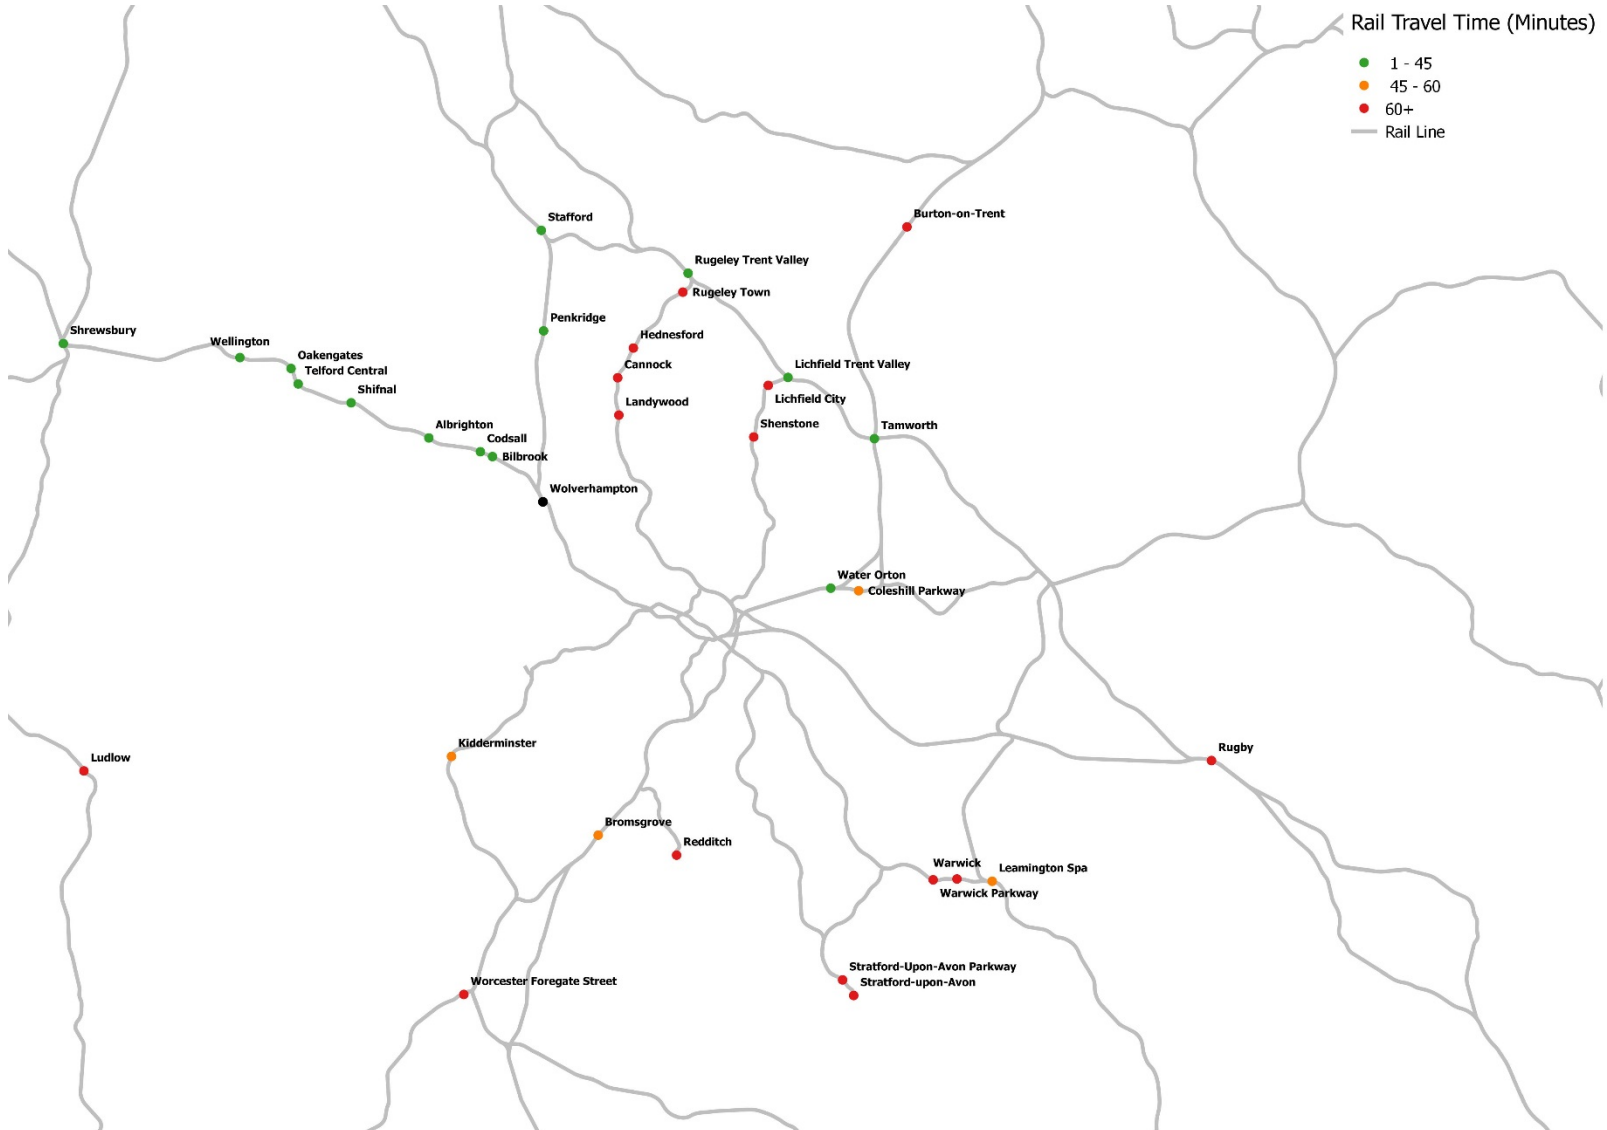 Rail Travel Time (Minutes)
1 - 45
45 - 60
60+
Rail Line
Stafford
Burton-on-Trent
Rugeley Trent Valley
Rugeley Town
Penkridge
Shrewsbury
Wellington
Hednesford
Oakengates
Telford Central
Cannock
Lichfield Trent Valley
Shifnal
Landywood
Lichfield City
Albrighton
Shenstone
Tamworth
Codsall
Bilbrook
Wolverhampton
Water Orton
Coleshill Parkway
Kidderminster
Rugby
Ludlow
Bromsgrove
Redditch
Warwick
Leamington Spa
Warwick Parkway
Stratford-Upon-Avon Parkway
Worcester Foregate Street
Stratford-upon-Avon